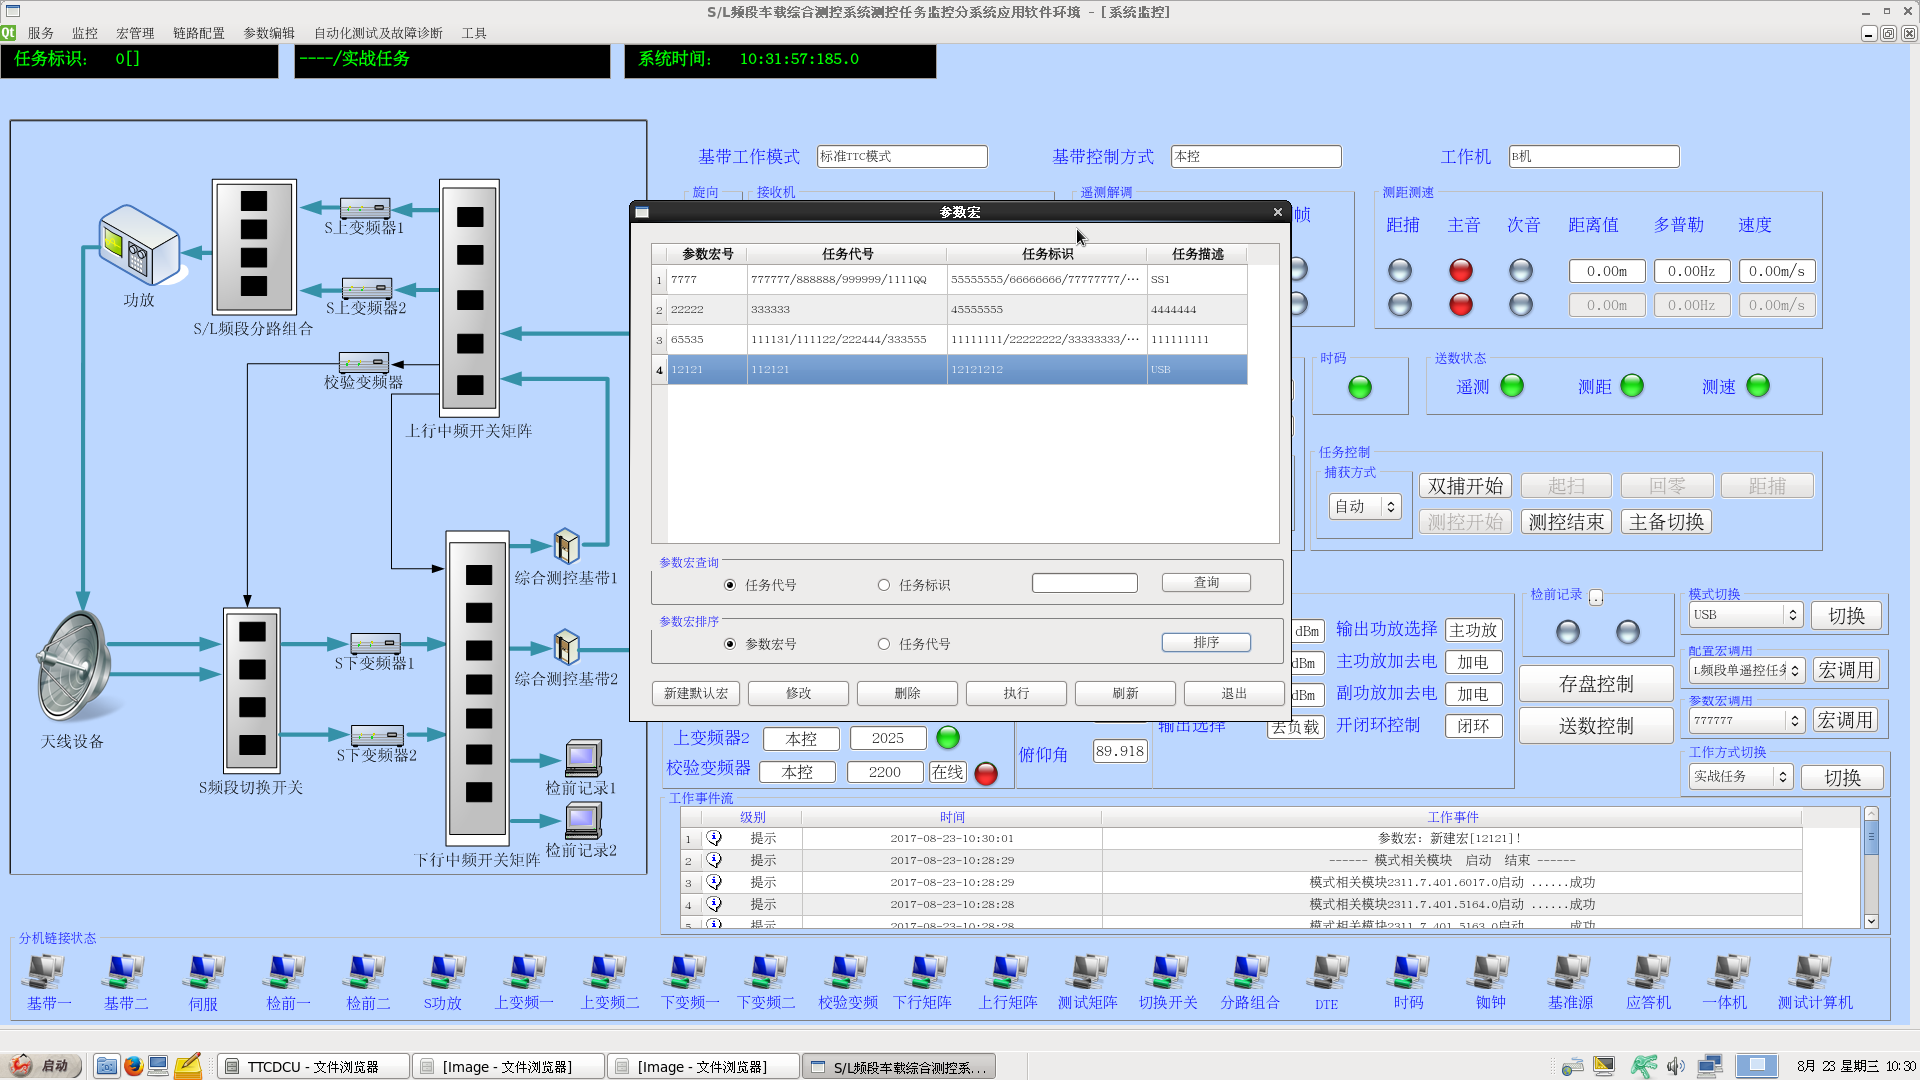 S/L频段车载综合测控系统测控任务监控分系统应用软件环境 - [系统监控]
服务 监控 宏管理 链路配置 参数编辑 自动化测试及故障诊断 工具
任务标识: 0[]
----/实战任务
系统时间: 10:31:57:185.0
基带工作模式 标准TTC模式
基带控制方式 本控
工作机 B机
旋向 接收机 遥测解调 测距测速
帧
距捕 主音 次音 距离值 多普勒 速度
0.00m 0.00Hz 0.00m/s
0.00m 0.00Hz 0.00m/s
时码 送数状态
遥测 测距 测速
任务控制
捕获方式
自动
双捕开始 起扫 回零 距捕
测控开始 测控结束 主备切换
功放
S/L频段分路组合
S上变频器1
S上变频器2
校验变频器
上行中频开关矩阵
综合测控基带1
综合测控基带2
S下变频器1
S下变频器2
天线设备
S频段切换开关
下行中频开关矩阵
检前记录1
检前记录2
参数宏
参数宏号 任务代号 任务标识 任务描述
1 7777 777777/888888/999999/1111QQ 55555555/66666666/77777777/··· SS1
2 22222 333333 45555555 4444444
3 65535 111131/111122/222444/333555 11111111/22222222/33333333/··· 111111111
4 12121 112121 12121212 USB
参数宏查询
任务代号 任务标识 查询
参数宏排序
参数宏号 任务代号 排序
新建默认宏 修改 删除 执行 刷新 退出
dBm 输出功放选择 主功放
dBm 主功放加去电 加电
dBm 副功放加去电 加电
输出选择 去负载 开闭环控制 闭环
上变频器2 本控 2025
校验变频器 本控 2200 在线
俯仰角 89.918
检前记录 ..
存盘控制
送数控制
模式切换
USB 切换
配置宏调用
L频段单遥控任务 宏调用
参数宏调用
777777 宏调用
工作方式切换
实战任务 切换
工作事件流
级别 时间 工作事件
1 提示 2017-08-23-10:30:01 参数宏: 新建宏[12121]!
2 提示 2017-08-23-10:28:29 ------ 模式相关模块 启动 结束 ------
3 提示 2017-08-23-10:28:29 模式相关模块2311.7.401.6017.0启动 ......成功
4 提示 2017-08-23-10:28:28 模式相关模块2311.7.401.5164.0启动 ......成功
5 提示 2017-08-23-10:28:28 模式相关模块2311.7.401.5163.0启动 ......成功
分机链接状态
基带一 基带二 伺服 检前一 检前二 S功放 上变频一 上变频二 下变频一 下变频二 校验变频 下行矩阵 上行矩阵 测试矩阵 切换开关 分路组合 DTE 时码 铷钟 基准源 应答机 一体机 测试计算机
启动 TTCDCU - 文件浏览器 [Image - 文件浏览器] [Image - 文件浏览器] S/L频段车载综合测控系... 8月 23 星期三 10:30